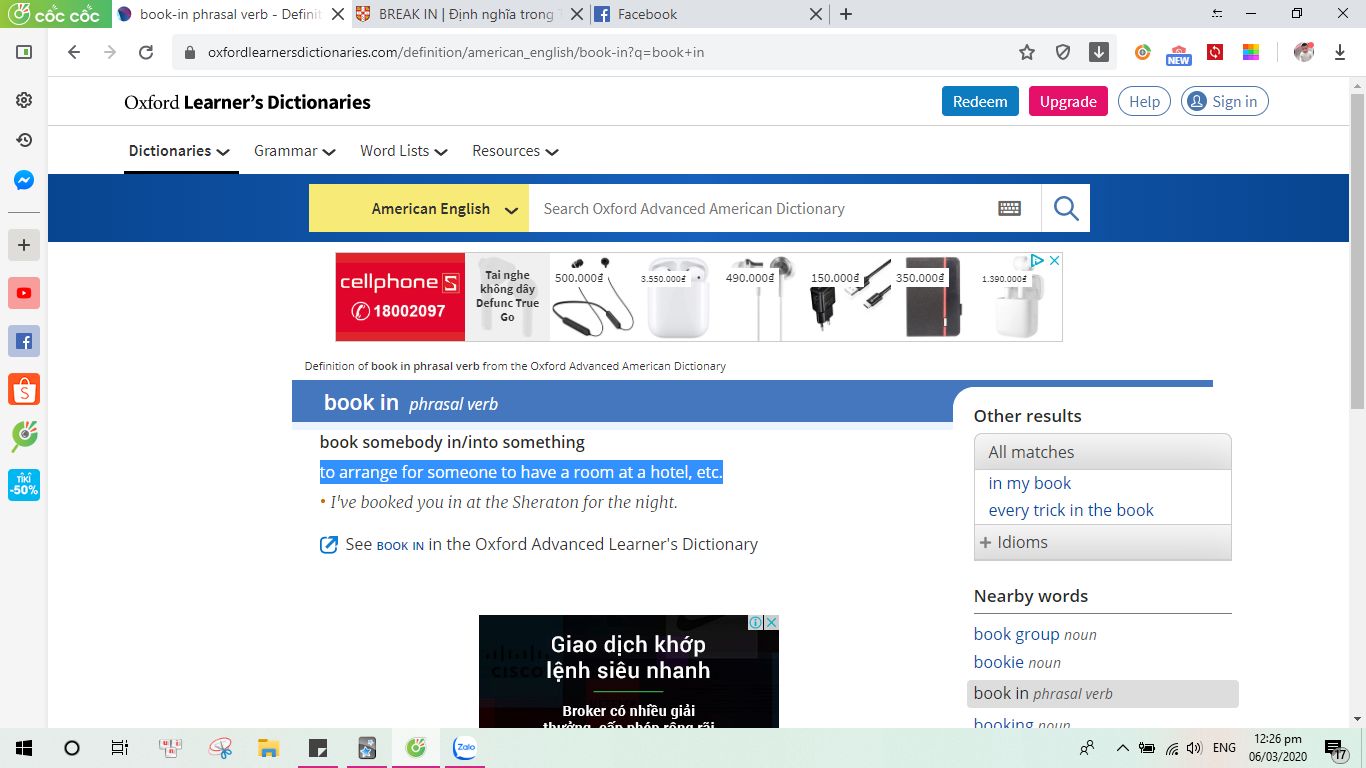 cốc cốc
book-in phrasal verb - Definit
BREAK IN | Định nghĩa trong
Facebook
oxfordlearnersdictionaries.com/definition/american_english/book-in?q=book+in
NEW
Oxford Learner's Dictionaries
Redeem
Upgrade
Help
Sign in
Dictionaries
Grammar
Word Lists
Resources
American English
Search Oxford Advanced American Dictionary
cellphoneS
18002097
Tai nghe
không dây
Defunc True
Go
500.000₫
3.550.000₫
490.000₫
150.000₫
350.000₫
1.390.000₫
Definition of book in phrasal verb from the Oxford Advanced American Dictionary
book in phrasal verb
book somebody in/into something
to arrange for someone to have a room at a hotel, etc.
• I've booked you in at the Sheraton for the night.
See BOOK IN in the Oxford Advanced Learner's Dictionary
Other results
All matches
in my book
every trick in the book
+ Idioms
Nearby words
book group noun
bookie noun
book in phrasal verb
booking noun
Giao dịch khớp
lệnh siêu nhanh
CISCO
Broker có nhiều giải
thưởng, cấp phép rộng rãi
TIKI
-50%
Zalo
ENG
12:26 pm
06/03/2020
17